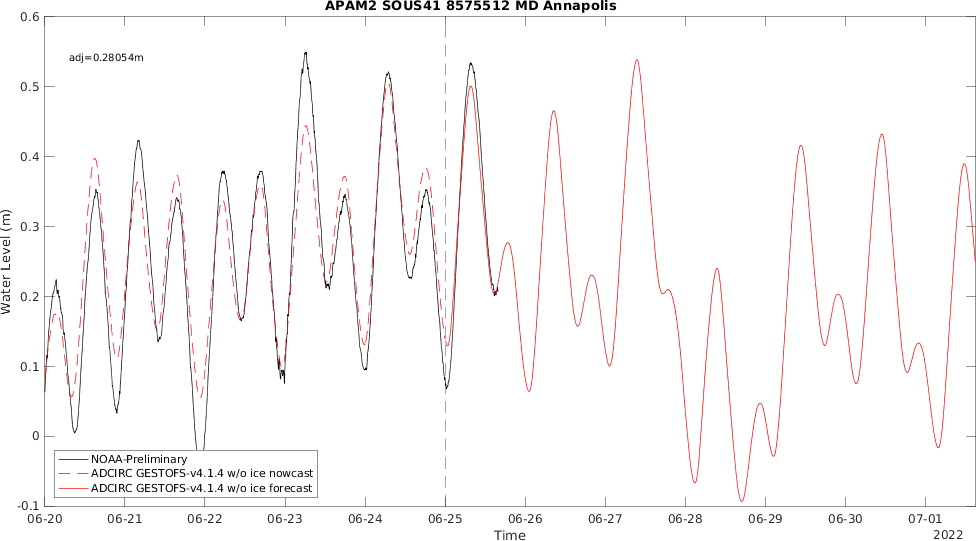 APAM2 SOUS41 8575512 MD Annapolis
adj=0.28054m
Water Level (m)
0.6
0.5
0.4
0.3
0.2
0.1
0
-0.1
NOAA-Preliminary
ADCIRC GESTOFS-v4.1.4 w/o ice nowcast
ADCIRC GESTOFS-v4.1.4 w/o ice forecast
06-20 06-21 06-22 06-23 06-24 06-25 06-26 06-27 06-28 06-29 06-30 07-01
Time
2022